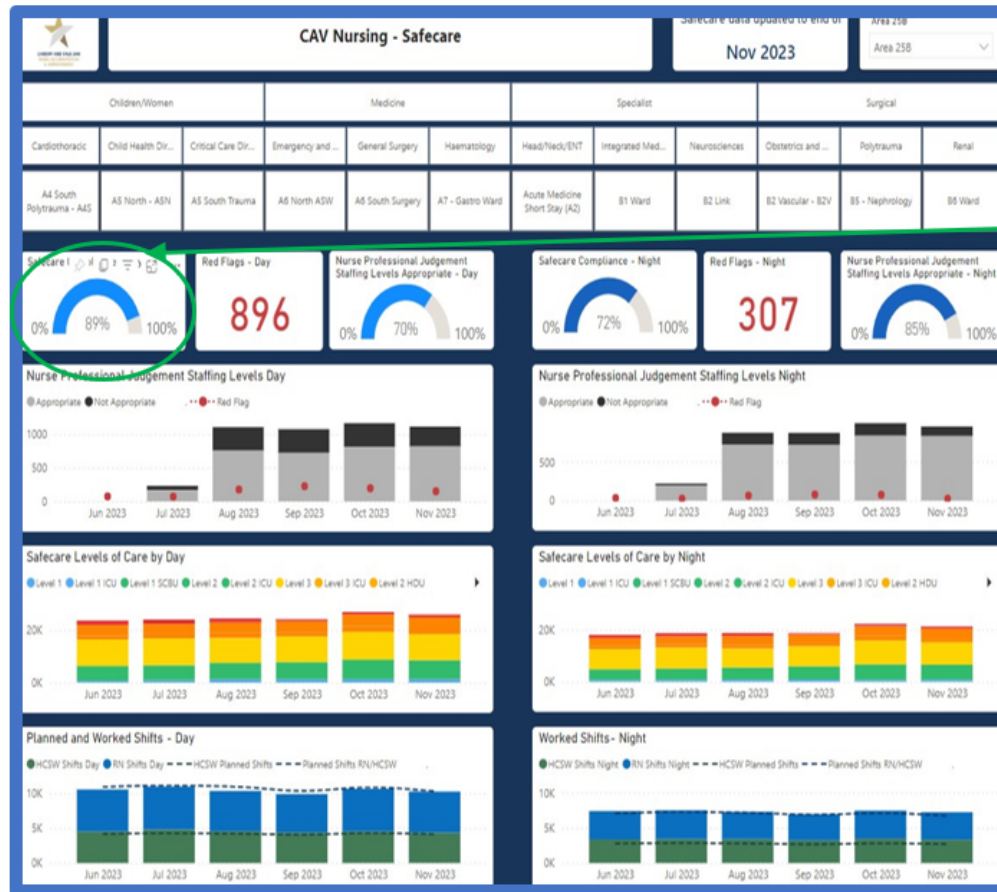 CAV Nursing - Safecare
Safecare data updated to end of
Nov 2023
Area 25B
Area 25B
Children/Women Medicine Specialist Surgical
Cardiothoracic Child Health Dir... Critical Care Dir... Emergency and ... General Surgery Haematology Head/Neck/ENT Integrated Med... Neurosciences Obstetrics and ... Polytrauma Renal
A4 South Polytrauma - A4S A5 North - A5N A5 South Trauma A6 North ASW A6 South Surgery A7 - Gastro Ward Acute Medicine Short Stay (A2) B1 Ward B2 Link B2 Vascular - B2V B5 - Nephrology B6 Ward
Safecare
89%
0% 100%
Red Flags - Day
896
Nurse Professional Judgement
Staffing Levels Appropriate - Day
70%
0% 100%
Safecare Compliance - Night
72%
0% 100%
Red Flags - Night
307
Nurse Professional Judgement
Staffing Levels Appropriate - Night
85%
0% 100%
Nurse Professional Judgement Staffing Levels Day
Appropriate Not Appropriate Red Flag
1000
500
0
Jun 2023 Jul 2023 Aug 2023 Sep 2023 Oct 2023 Nov 2023
Nurse Professional Judgement Staffing Levels Night
Appropriate Not Appropriate Red Flag
500
0
Jun 2023 Jul 2023 Aug 2023 Sep 2023 Oct 2023 Nov 2023
Safecare Levels of Care by Day
Level 1 Level 1 ICU Level 1 SCBU Level 2 Level 2 ICU Level 3 Level 3 ICU Level 2 HDU
20K
0K
Jun 2023 Jul 2023 Aug 2023 Sep 2023 Oct 2023 Nov 2023
Safecare Levels of Care by Night
Level 1 Level 1 ICU Level 1 SCBU Level 2 Level 2 ICU Level 3 Level 3 ICU Level 2 HDU
20K
0K
Jun 2023 Jul 2023 Aug 2023 Sep 2023 Oct 2023 Nov 2023
Planned and Worked Shifts - Day
HCSW Shifts Day RN Shifts Day HCSW Planned Shifts Planned Shifts RN/HCSW
10K
5K
0K
Jun 2023 Jul 2023 Aug 2023 Sep 2023 Oct 2023 Nov 2023
Worked Shifts- Night
HCSW Shifts Night RN Shifts Night HCSW Planned Shifts Planned Shifts RN/HCSW
10K
5K
0K
Jun 2023 Jul 2023 Aug 2023 Sep 2023 Oct 2023 Nov 2023